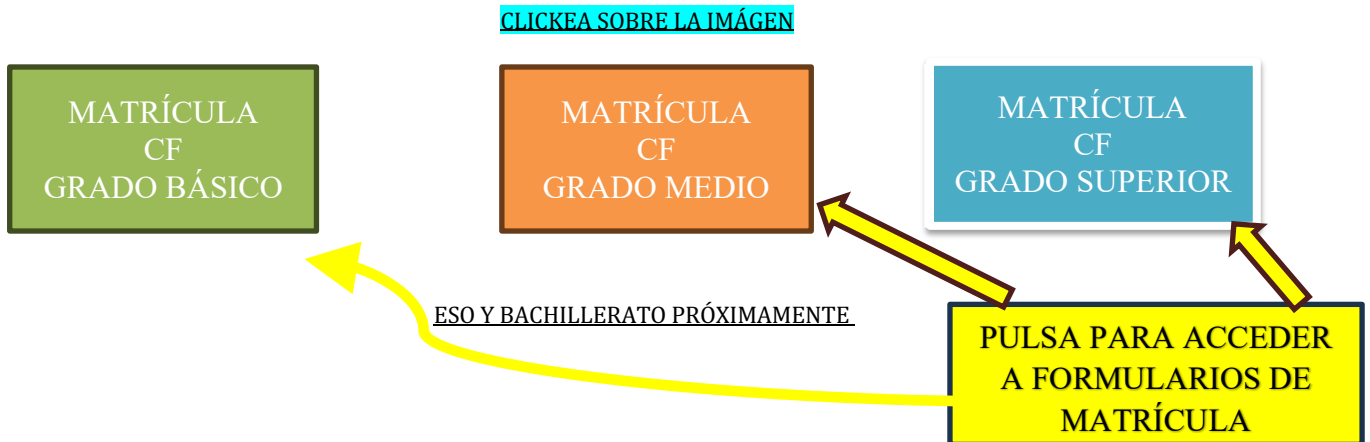 CLICKEA SOBRE LA IMÁGEN
MATRÍCULA
CF
GRADO BÁSICO
MATRÍCULA
CF
GRADO MEDIO
MATRÍCULA
CF
GRADO SUPERIOR
ESO Y BACHILLERATO PRÓXIMAMENTE
PULSA PARA ACCEDER
A FORMULARIOS DE
MATRÍCULA